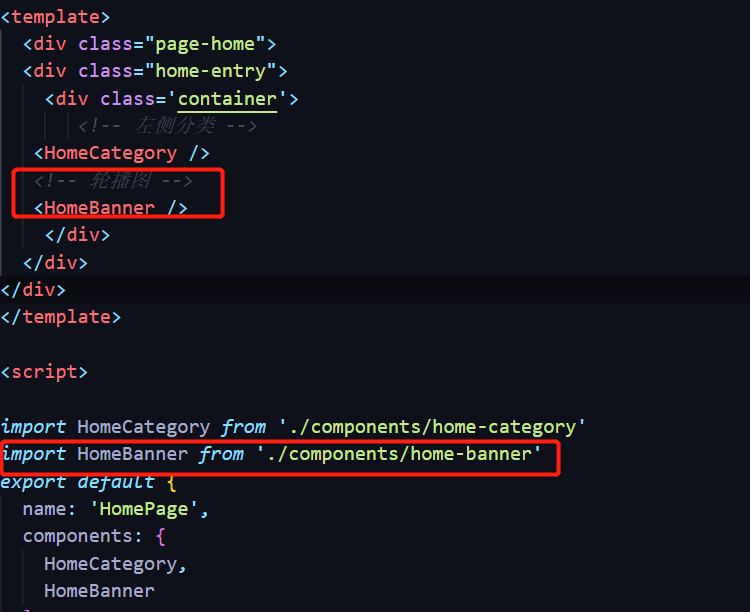 <template>
<div class="page-home">
<div class="home-entry">
<div class='container'>
<!-- 左侧分类 -->
<HomeCategory />
<!-- 轮播图 -->
<HomeBanner />
</div>
</div>
</div>
</template>
<script>
import HomeCategory from './components/home-category'
import HomeBanner from './components/home-banner'
export default {
name: 'HomePage',
components: {
HomeCategory,
HomeBanner